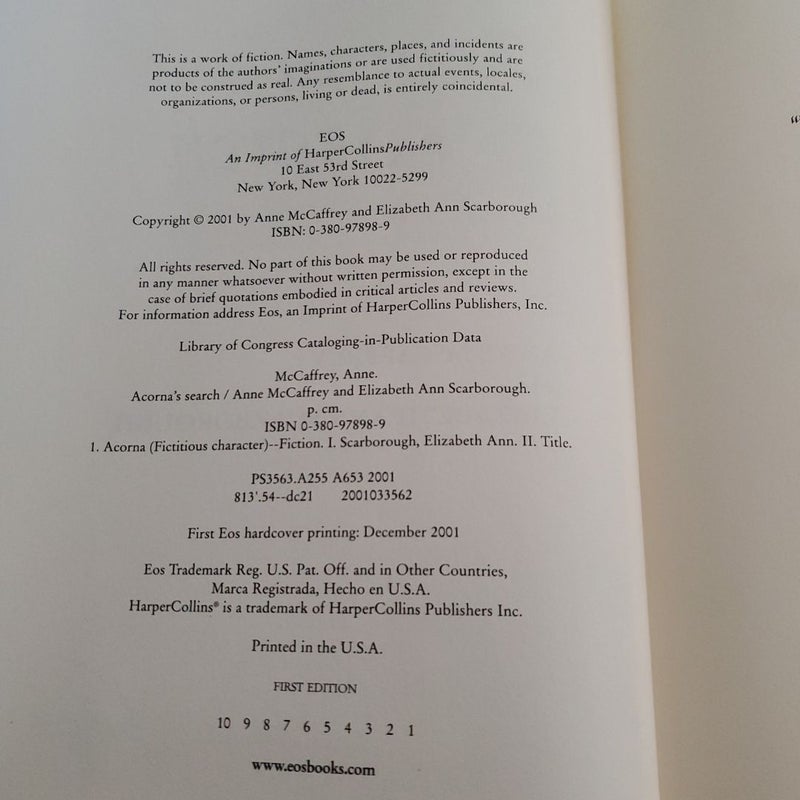 This is a work of fiction. Names, characters, places, and incidents are
products of the authors' imaginations or are used fictitiously and are
not to be construed as real. Any resemblance to actual events, locales,
organizations, or persons, living or dead, is entirely coincidental.
EOS
An Imprint of HarperCollinsPublishers
10 East 53rd Street
New York, New York 10022-5299
Copyright © 2001 by Anne McCaffrey and Elizabeth Ann Scarborough
ISBN: 0-380-97898-9
All rights reserved. No part of this book may be used or reproduced
in any manner whatsoever without written permission, except in the
case of brief quotations embodied in critical articles and reviews.
For information address Eos, an Imprint of HarperCollins Publishers, Inc.
Library of Congress Cataloging-in-Publication Data
McCaffrey, Anne.
Acorna's search / Anne McCaffrey and Elizabeth Ann Scarborough.
p. cm.
ISBN 0-380-97898-9
1. Acorna (Fictitious character)--Fiction. I. Scarborough, Elizabeth Ann. II. Title.
PS3563.A255 A653 2001
813'.54--dc21 2001033562
First Eos hardcover printing: December 2001
Eos Trademark Reg. U.S. Pat. Off. and in Other Countries,
Marca Registrada, Hecho en U.S.A.
HarperCollins® is a trademark of HarperCollins Publishers Inc.
Printed in the U.S.A.
FIRST EDITION
10 9 8 7 6 5 4 3 2 1
www.eosbooks.com